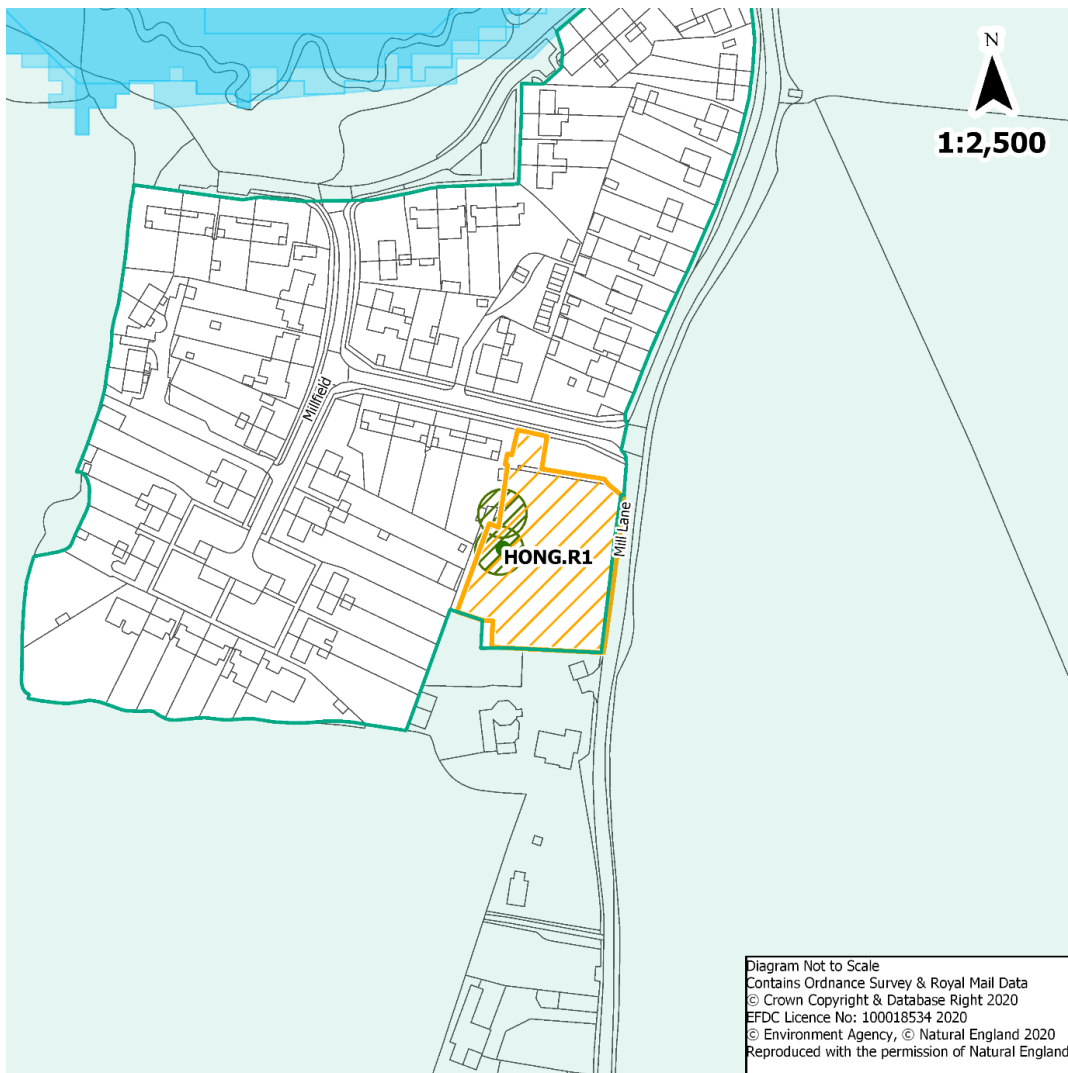 N
1:2,500
Millfield
HONG.R1
Mill Lane
Diagram Not to Scale
Contains Ordnance Survey & Royal Mail Data
© Crown Copyright & Database Right 2020
EFDC Licence No: 100018534 2020
© Environment Agency, © Natural England 2020
Reproduced with the permission of Natural England